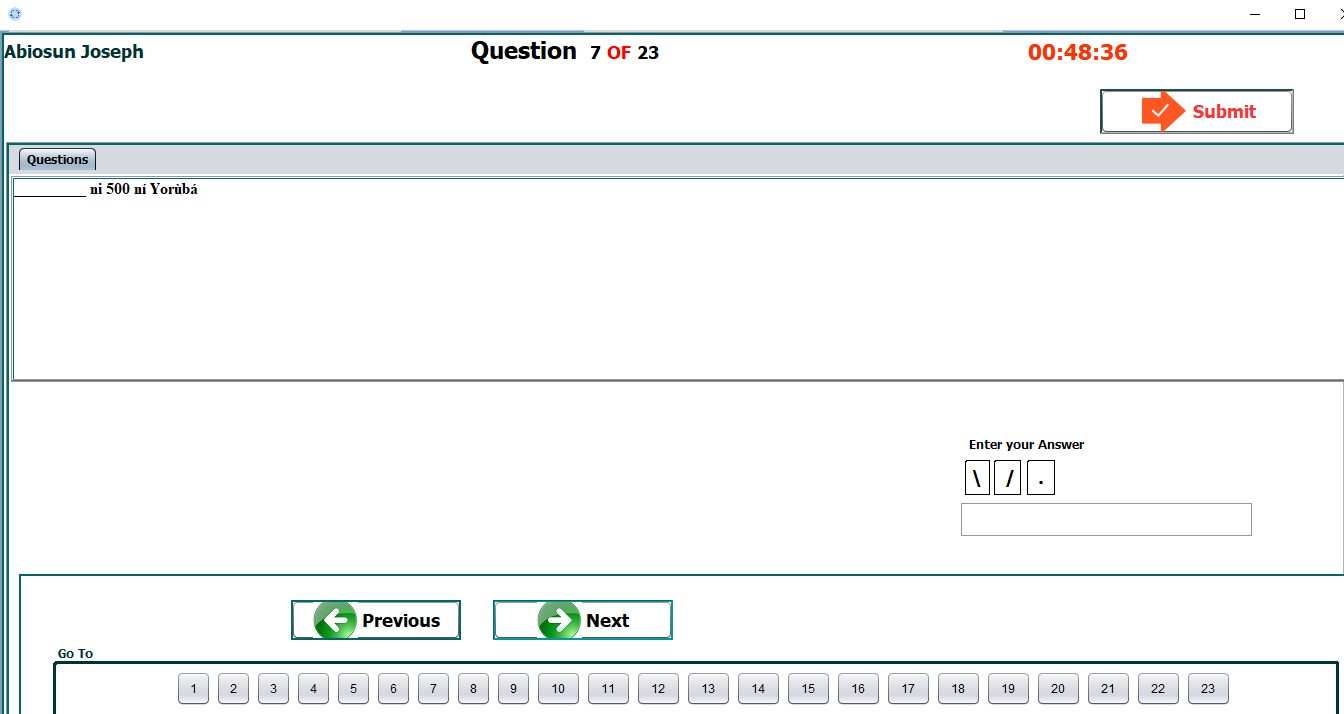 Abiosun Joseph
Question 7 OF 23
00:48:36
Submit
Questions
__________ ni 500 ní Yorùbá
Enter your Answer
\ / .
Previous
Next
Go To
1 2 3 4 5 6 7 8 9 10 11 12 13 14 15 16 17 18 19 20 21 22 23